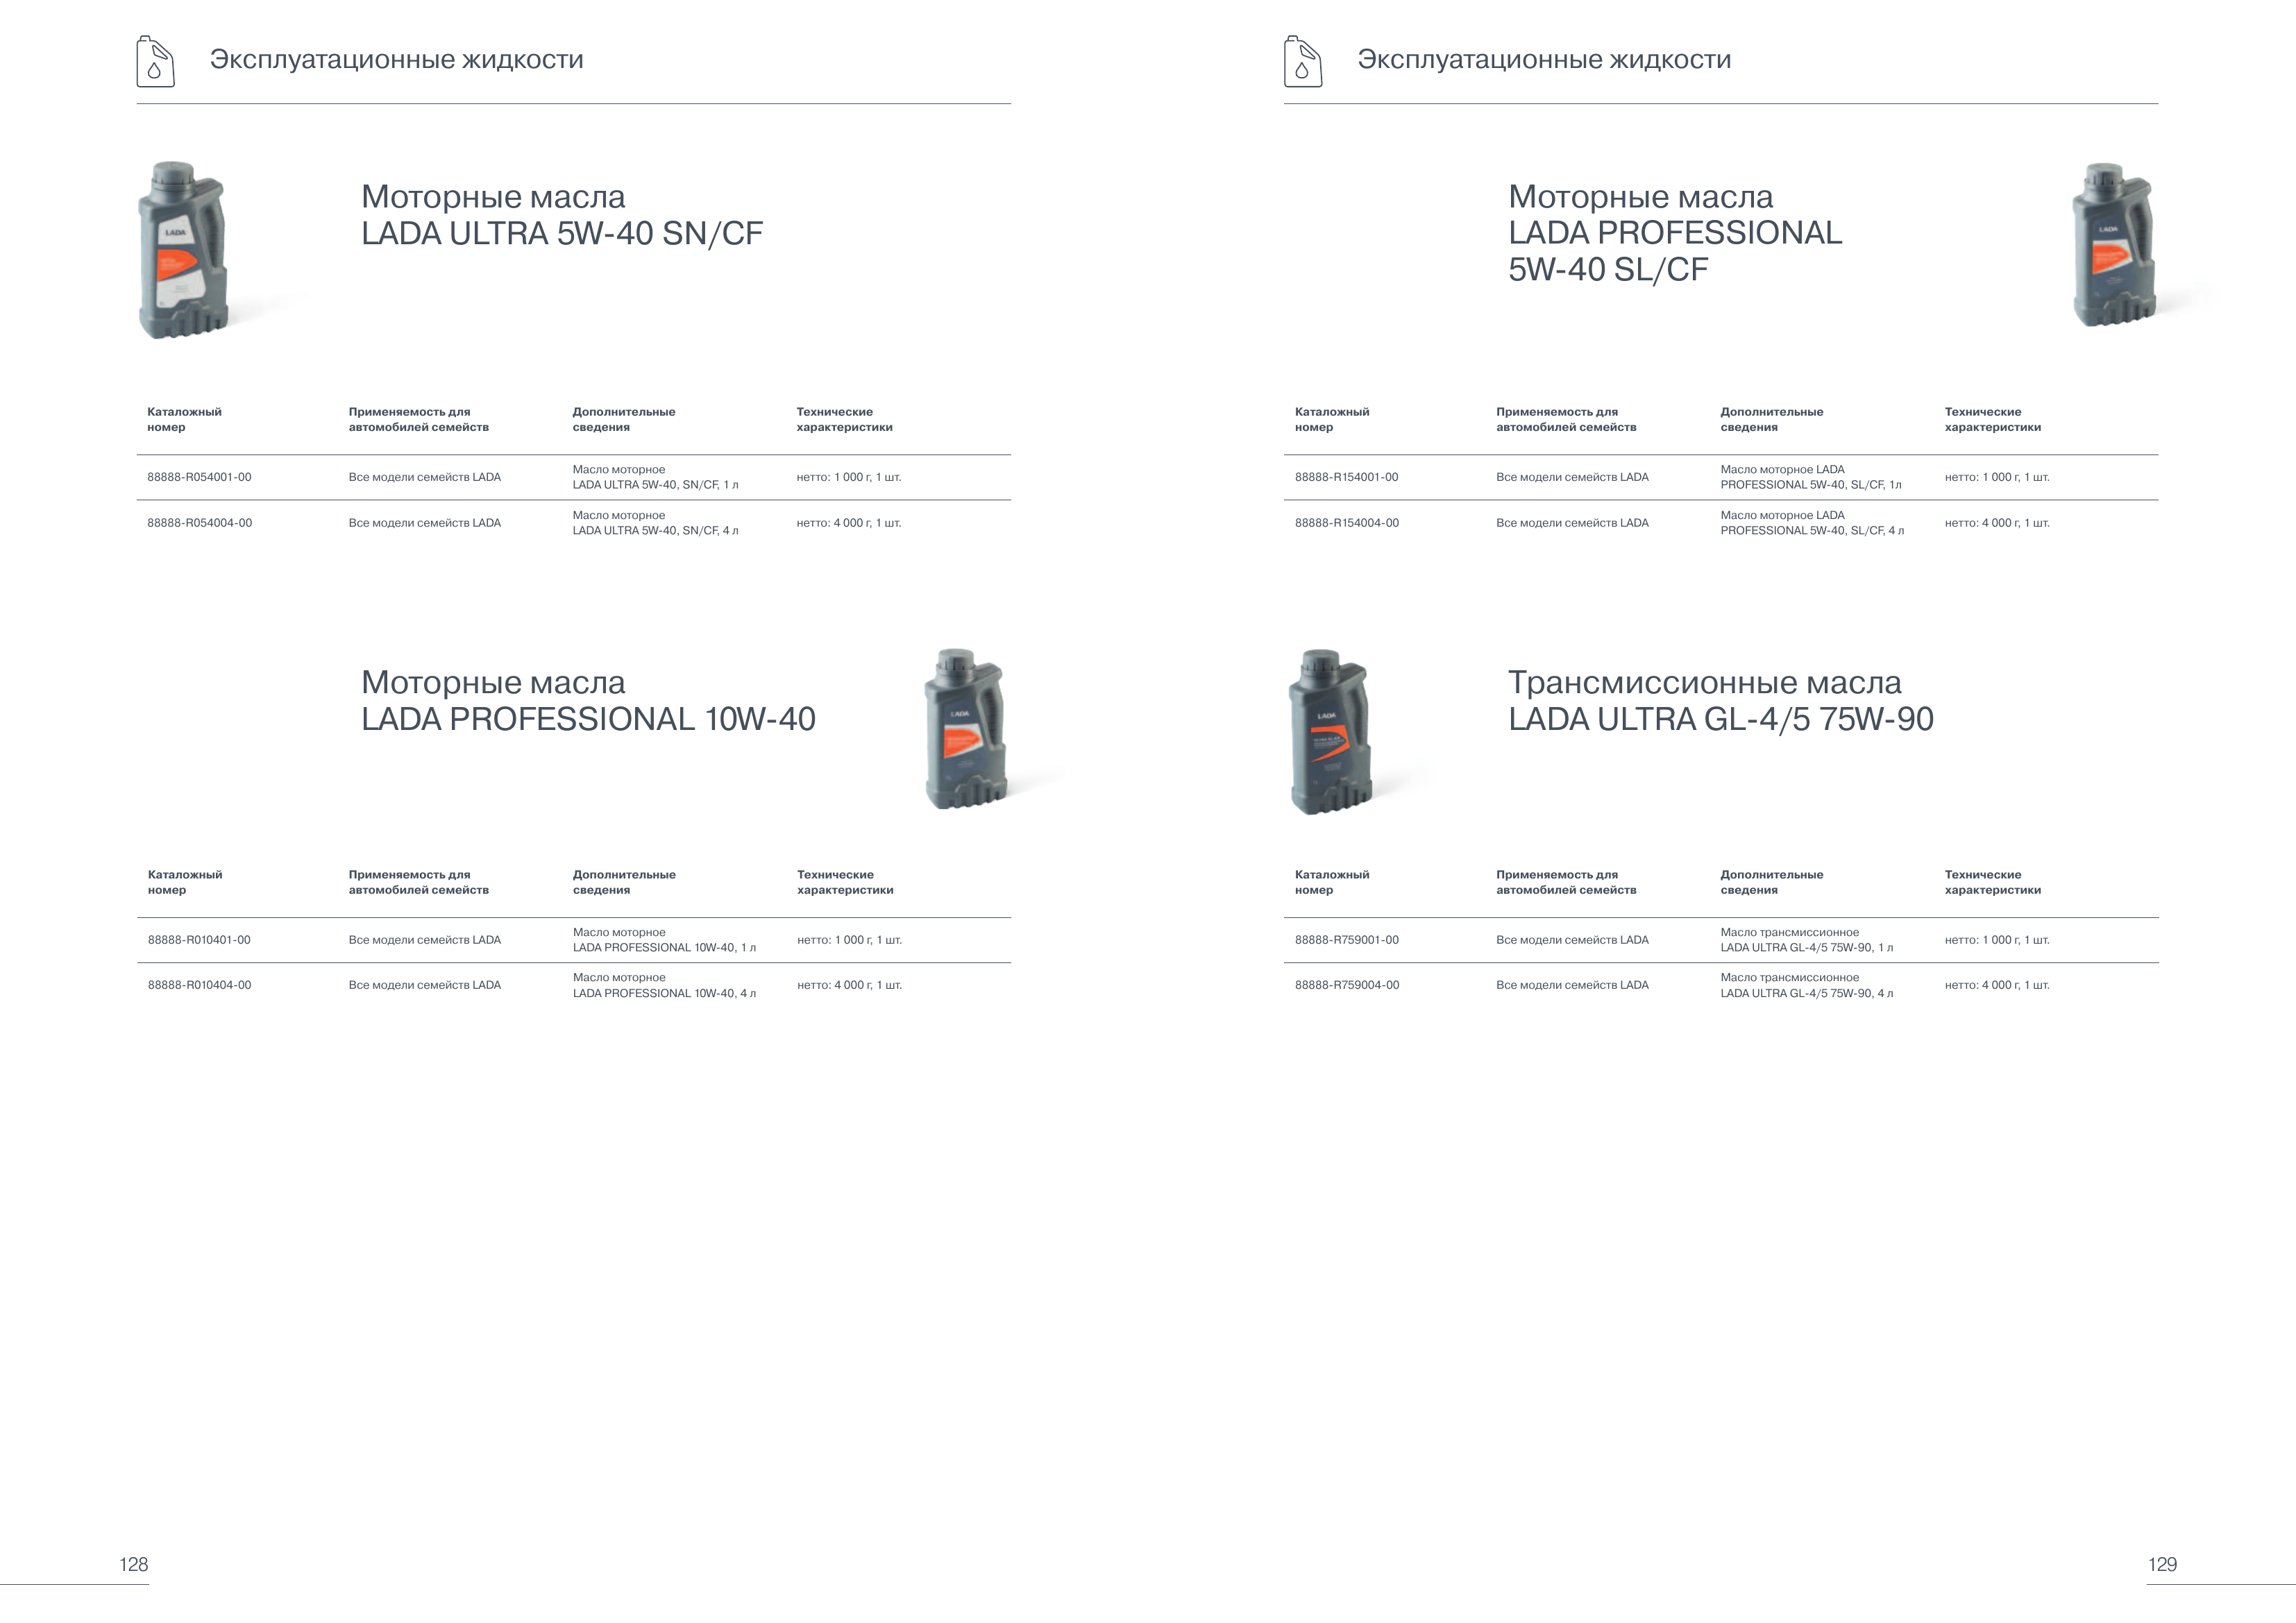 Эксплуатационные жидкости
LADA
Моторные масла
LADA ULTRA 5W-40 SN/CF
Каталожный номер
Применяемость для автомобилей семейств
Дополнительные сведения
Технические характеристики
88888-R054001-00
Все модели семейств LADA
Масло моторное
LADA ULTRA 5W-40, SN/CF, 1 л
нетто: 1 000 г, 1 шт.
88888-R054004-00
Все модели семейств LADA
Масло моторное
LADA ULTRA 5W-40, SN/CF, 4 л
нетто: 4 000 г, 1 шт.
Моторные масла
LADA PROFESSIONAL 10W-40
LADA
Каталожный номер
Применяемость для автомобилей семейств
Дополнительные сведения
Технические характеристики
88888-R010401-00
Все модели семейств LADA
Масло моторное
LADA PROFESSIONAL 10W-40, 1 л
нетто: 1 000 г, 1 шт.
88888-R010404-00
Все модели семейств LADA
Масло моторное
LADA PROFESSIONAL 10W-40, 4 л
нетто: 4 000 г, 1 шт.
128
Эксплуатационные жидкости
Моторные масла
LADA PROFESSIONAL
5W-40 SL/CF
LADA
Каталожный номер
Применяемость для автомобилей семейств
Дополнительные сведения
Технические характеристики
88888-R154001-00
Все модели семейств LADA
Масло моторное LADA
PROFESSIONAL 5W-40, SL/CF, 1л
нетто: 1 000 г, 1 шт.
88888-R154004-00
Все модели семейств LADA
Масло моторное LADA
PROFESSIONAL 5W-40, SL/CF, 4 л
нетто: 4 000 г, 1 шт.
LADA
Трансмиссионные масла
LADA ULTRA GL-4/5 75W-90
Каталожный номер
Применяемость для автомобилей семейств
Дополнительные сведения
Технические характеристики
88888-R759001-00
Все модели семейств LADA
Масло трансмиссионное
LADA ULTRA GL-4/5 75W-90, 1 л
нетто: 1 000 г, 1 шт.
88888-R759004-00
Все модели семейств LADA
Масло трансмиссионное
LADA ULTRA GL-4/5 75W-90, 4 л
нетто: 4 000 г, 1 шт.
129